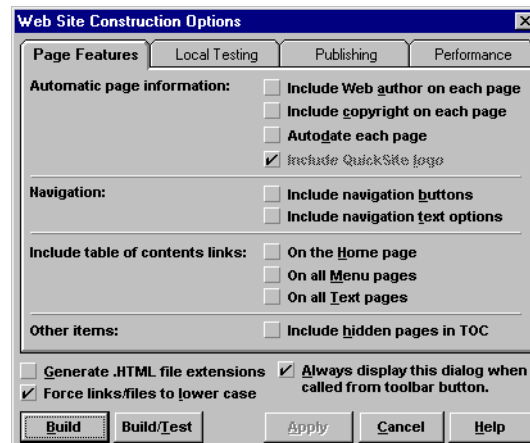 Web Site Construction Options
Page Features
Local Testing
Publishing
Performance
Automatic page information:
Include Web author on each page
Include copyright on each page
Autodate each page
Include QuickSite logo
Navigation:
Include navigation buttons
Include navigation text options
Include table of contents links:
On the Home page
On all Menu pages
On all Text pages
Other items:
Include hidden pages in TOC
Generate .HTML file extensions
Force links/files to lower case
Always display this dialog when
called from toolbar button.
Build
Build/Test
Apply
Cancel
Help